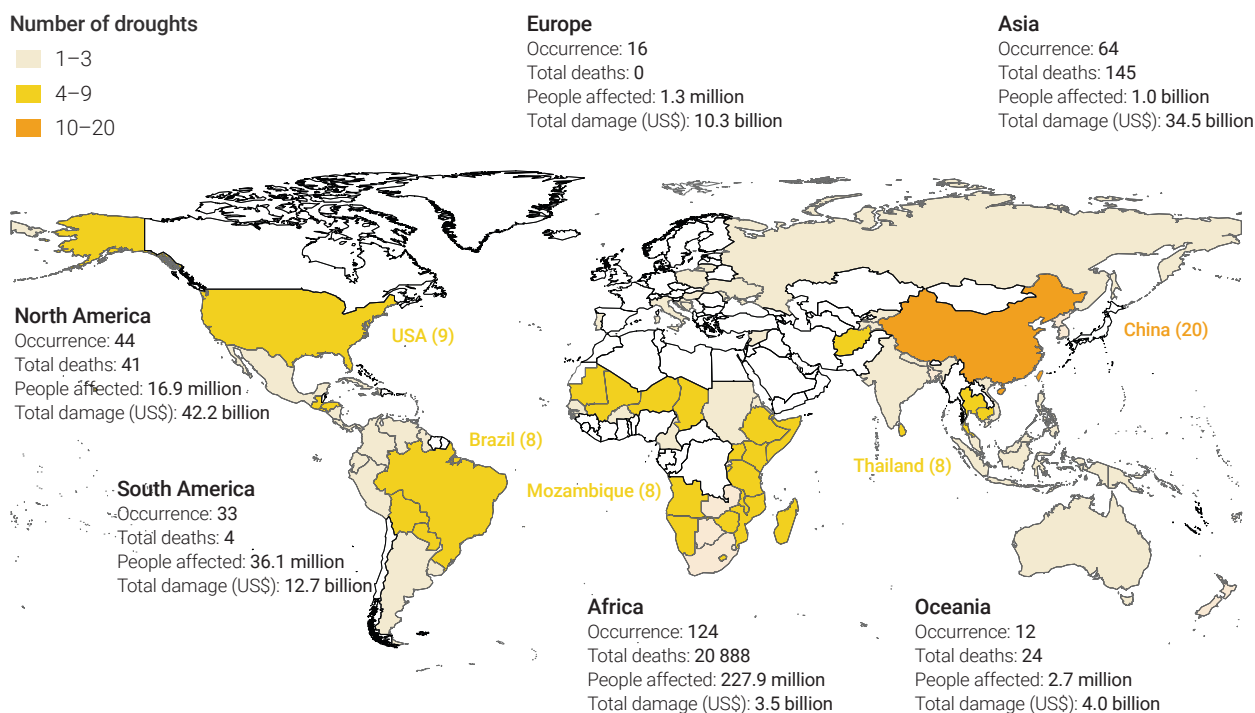 Number of droughts
1–3
4–9
10–20
Europe
Occurrence: 16
Total deaths: 0
People affected: 1.3 million
Total damage (US$): 10.3 billion
Asia
Occurrence: 64
Total deaths: 145
People affected: 1.0 billion
Total damage (US$): 34.5 billion
North America
Occurrence: 44
Total deaths: 41
People affected: 16.9 million
Total damage (US$): 42.2 billion
USA (9)
China (20)
Brazil (8)
Thailand (8)
Mozambique (8)
South America
Occurrence: 33
Total deaths: 4
People affected: 36.1 million
Total damage (US$): 12.7 billion
Africa
Occurrence: 124
Total deaths: 20 888
People affected: 227.9 million
Total damage (US$): 3.5 billion
Oceania
Occurrence: 12
Total deaths: 24
People affected: 2.7 million
Total damage (US$): 4.0 billion